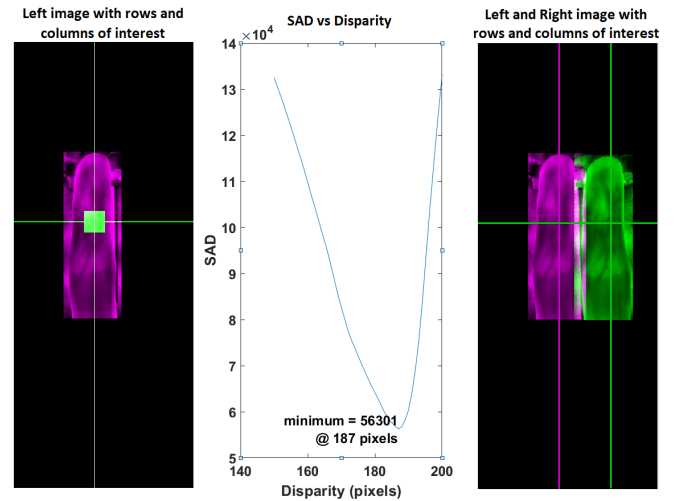 Left image with rows and
columns of interest
SAD vs Disparity
Left and Right image with
rows and columns of interest
×10⁴
14
13
12
11
10
9
8
7
6
5
SAD
minimum = 56301
@ 187 pixels
140 160 180 200
Disparity (pixels)